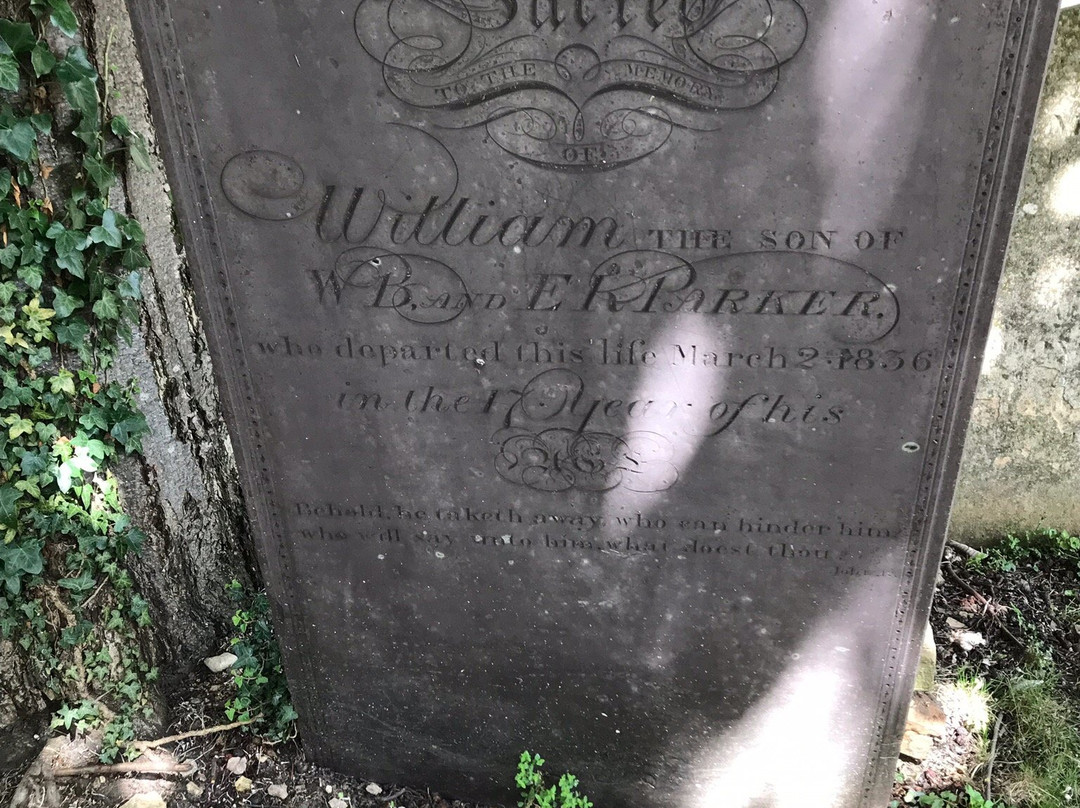 Sacred
TO THE MEMORY
OF
William THE SON OF
W B. AND E K PARKER.
who departed this life March 2 1836
in the 17 Year of his
AGE
Behold, he taketh away, who can hinder him,
who will say unto him, what doest thou?